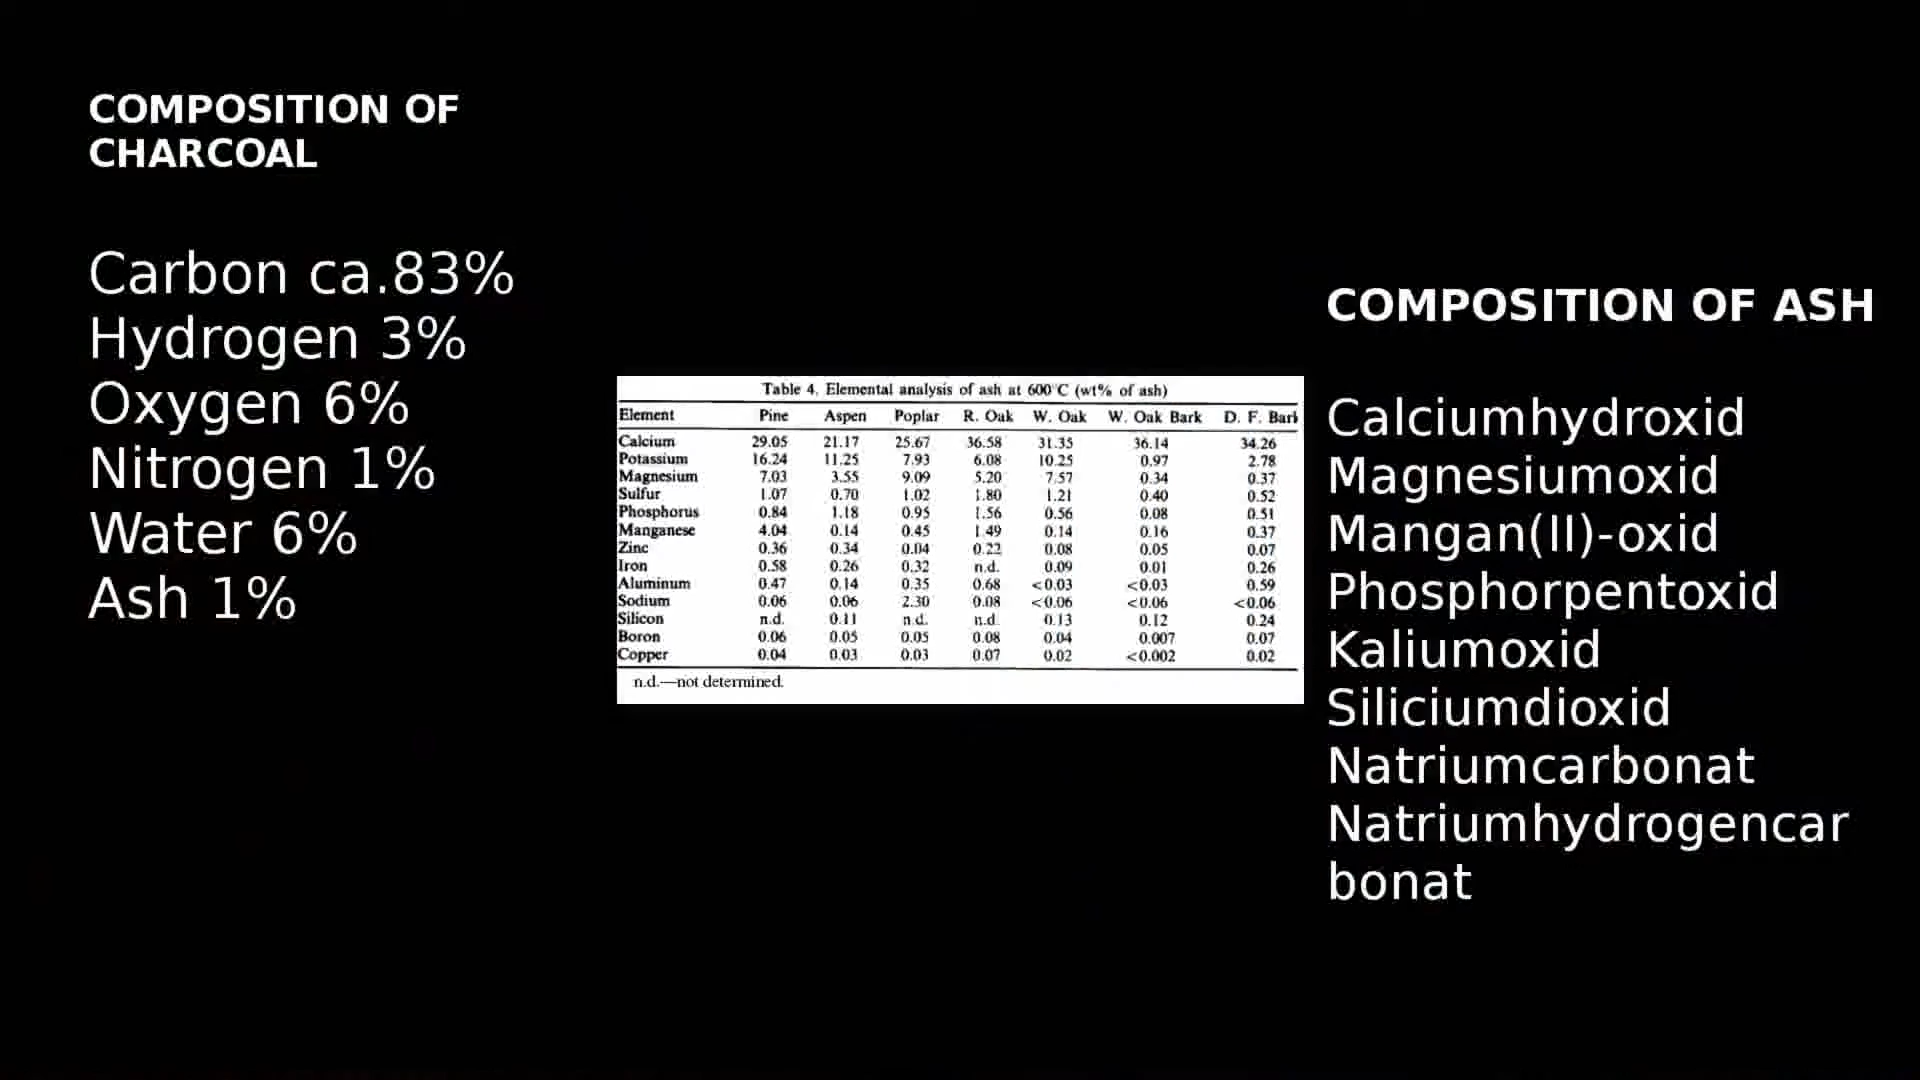 COMPOSITION OF
CHARCOAL
Carbon ca.83%
Hydrogen 3%
Oxygen 6%
Nitrogen 1%
Water 6%
Ash 1%
Table 4. Elemental analysis of ash at 600°C (wt% of ash)
Element Pine Aspen Poplar R. Oak W. Oak W. Oak Bark D. F. Bark
Calcium 29.05 21.17 25.67 36.58 31.35 36.14 34.26
Potassium 16.24 11.25 7.93 6.08 10.25 0.97 2.78
Magnesium 7.03 3.55 9.09 5.20 7.57 0.34 0.37
Sulfur 1.07 0.70 1.02 1.80 1.21 0.40 0.52
Phosphorus 0.84 1.18 0.95 1.56 0.56 0.08 0.51
Manganese 4.04 0.14 0.45 1.49 0.14 0.16 0.37
Zinc 0.36 0.34 0.04 0.22 0.08 0.05 0.07
Iron 0.58 0.26 0.32 n.d. 0.09 0.01 0.26
Aluminum 0.47 0.14 0.35 0.68 <0.03 <0.03 0.59
Sodium 0.06 0.06 2.30 0.08 <0.06 <0.06 <0.06
Silicon n.d. 0.11 n.d. n.d. 0.13 0.12 0.24
Boron 0.06 0.05 0.05 0.08 0.04 0.007 0.07
Copper 0.04 0.03 0.03 0.07 0.02 <0.002 0.02
n.d.—not determined.
COMPOSITION OF ASH
Calciumhydroxid
Magnesiumoxid
Mangan(II)-oxid
Phosphorpentoxid
Kaliumoxid
Siliciumdioxid
Natriumcarbonat
Natriumhydrogencar
bonat